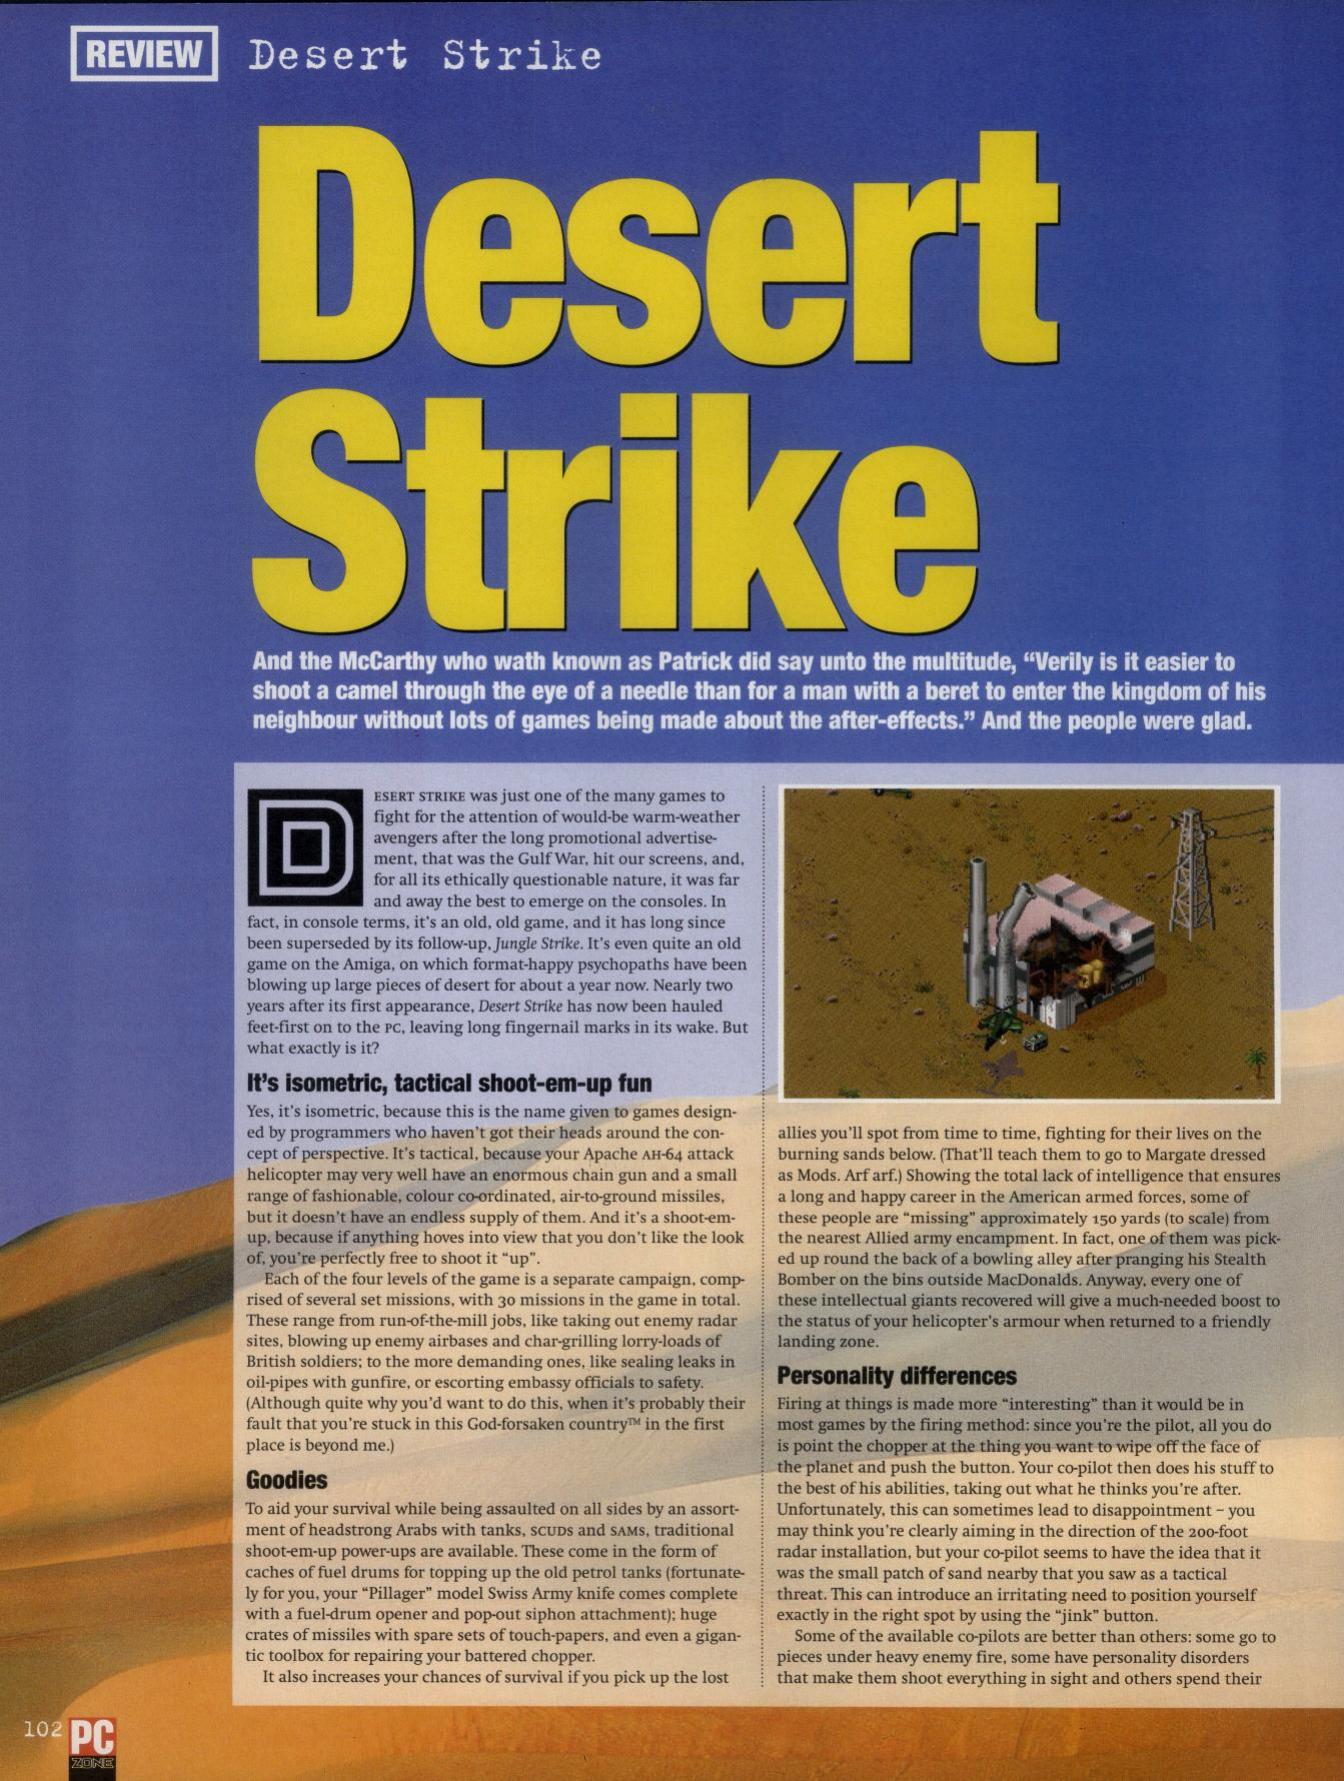 REVIEW Desert Strike
Desert
Strike
And the McCarthy who wath known as Patrick did say unto the multitude, “Verily is it easier to
shoot a camel through the eye of a needle than for a man with a beret to enter the kingdom of his
neighbour without lots of games being made about the after-effects.” And the people were glad.
DESERT STRIKE was just one of the many games to
fight for the attention of would-be warm-weather
avengers after the long promotional advertise-
ment, that was the Gulf War, hit our screens, and,
for all its ethically questionable nature, it was far
and away the best to emerge on the consoles. In
fact, in console terms, it’s an old, old game, and it has long since
been superseded by its follow-up, Jungle Strike. It’s even quite an old
game on the Amiga, on which format-happy psychopaths have been
blowing up large pieces of desert for about a year now. Nearly two
years after its first appearance, Desert Strike has now been hauled
feet-first on to the PC, leaving long fingernail marks in its wake. But
what exactly is it?
It’s isometric, tactical shoot-em-up fun
Yes, it’s isometric, because this is the name given to games design-
ed by programmers who haven’t got their heads around the con-
cept of perspective. It’s tactical, because your Apache AH-64 attack
helicopter may very well have an enormous chain gun and a small
range of fashionable, colour co-ordinated, air-to-ground missiles,
but it doesn’t have an endless supply of them. And it’s a shoot-em-
up, because if anything hoves into view that you don’t like the look
of, you’re perfectly free to shoot it “up”.
Each of the four levels of the game is a separate campaign, comp-
rised of several set missions, with 30 missions in the game in total.
These range from run-of-the-mill jobs, like taking out enemy radar
sites, blowing up enemy airbases and char-grilling lorry-loads of
British soldiers; to the more demanding ones, like sealing leaks in
oil-pipes with gunfire, or escorting embassy officials to safety.
(Although quite why you’d want to do this, when it’s probably their
fault that you’re stuck in this God-forsaken country™ in the first
place is beyond me.)
Goodies
To aid your survival while being assaulted on all sides by an assort-
ment of headstrong Arabs with tanks, SCUDS and SAMS, traditional
shoot-em-up power-ups are available. These come in the form of
caches of fuel drums for topping up the old petrol tanks (fortunate-
ly for you, your “Pillager” model Swiss Army knife comes complete
with a fuel-drum opener and pop-out siphon attachment); huge
crates of missiles with spare sets of touch-papers, and even a gigan-
tic toolbox for repairing your battered chopper.
It also increases your chances of survival if you pick up the lost
allies you’ll spot from time to time, fighting for their lives on the
burning sands below. (That’ll teach them to go to Margate dressed
as Mods. Arf arf.) Showing the total lack of intelligence that ensures
a long and happy career in the American armed forces, some of
these people are “missing” approximately 150 yards (to scale) from
the nearest Allied army encampment. In fact, one of them was pick-
ed up round the back of a bowling alley after pranging his Stealth
Bomber on the bins outside MacDonalds. Anyway, every one of
these intellectual giants recovered will give a much-needed boost to
the status of your helicopter’s armour when returned to a friendly
landing zone.
Personality differences
Firing at things is made more “interesting” than it would be in
most games by the firing method: since you’re the pilot, all you do
is point the chopper at the thing you want to wipe off the face of
the planet and push the button. Your co-pilot then does his stuff to
the best of his abilities, taking out what he thinks you’re after.
Unfortunately, this can sometimes lead to disappointment – you
may think you’re clearly aiming in the direction of the 200-foot
radar installation, but your co-pilot seems to have the idea that it
was the small patch of sand nearby that you saw as a tactical
threat. This can introduce an irritating need to position yourself
exactly in the right spot by using the “jink” button.
Some of the available co-pilots are better than others: some go to
pieces under heavy enemy fire, some have personality disorders
that make them shoot everything in sight and others spend their
102 PC
ZONE